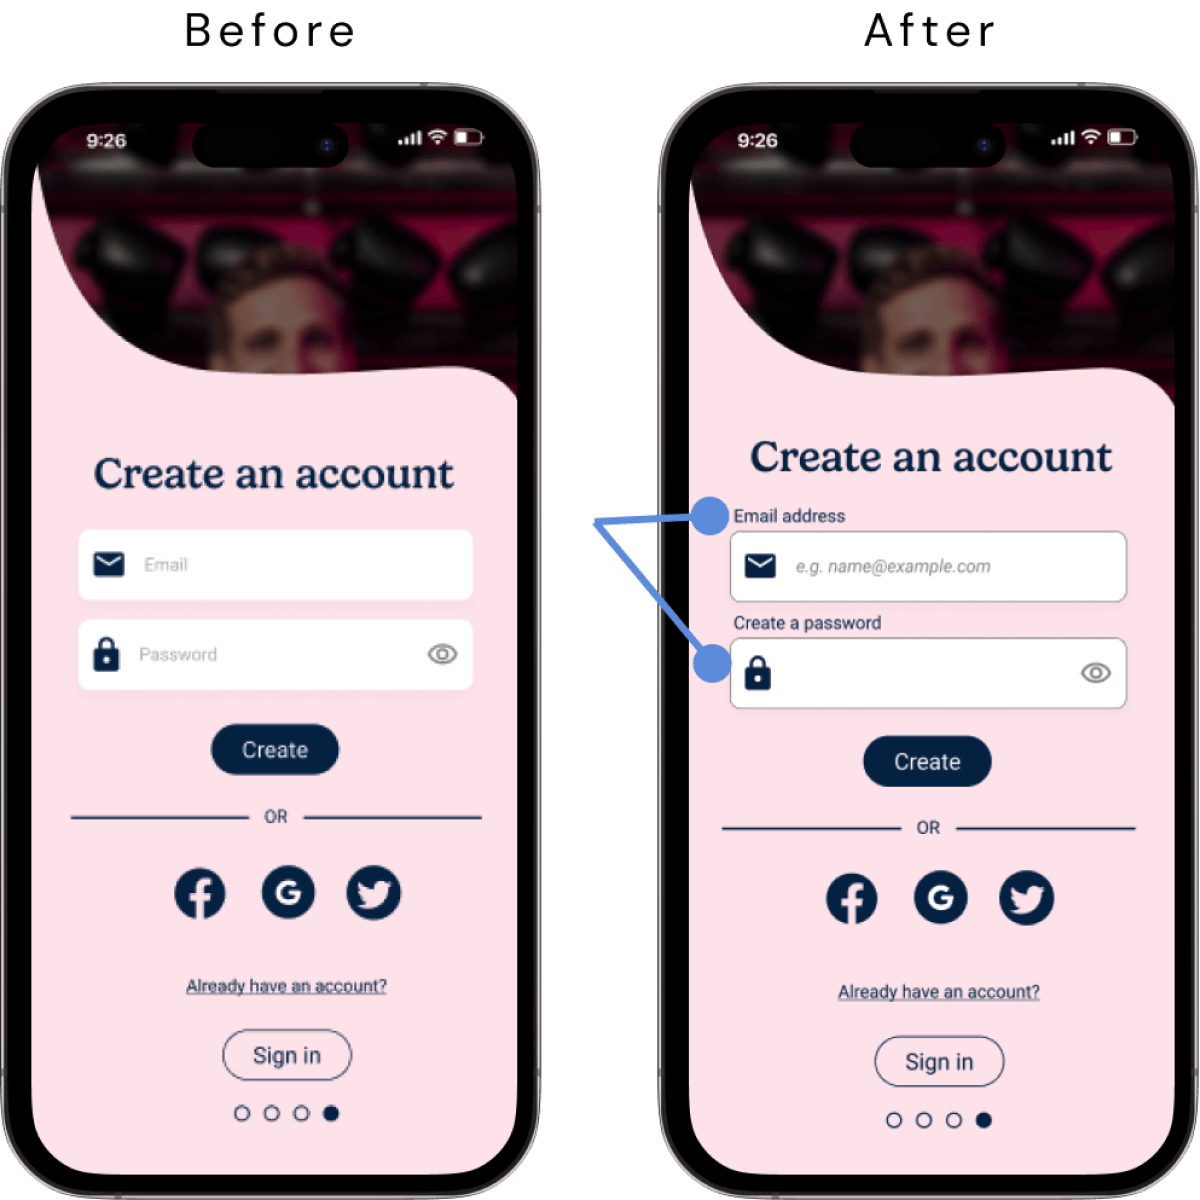 Before
9:26
Create an account
Email
Password
Create
OR
Already have an account?
Sign in
After
9:26
Create an account
Email address
e.g. name@example.com
Create a password
Create
OR
Already have an account?
Sign in